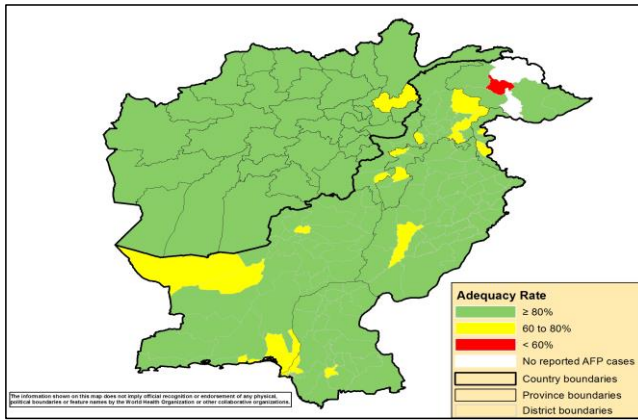 Adequacy Rate
≥ 80%
60 to 80%
< 60%
No reported AFP cases
Country boundaries
Province boundaries
District boundaries
The information shown on this map does not imply official recognition or endorsement of any physical,
political boundaries or feature names by the World Health Organization or other collaborative organizations.